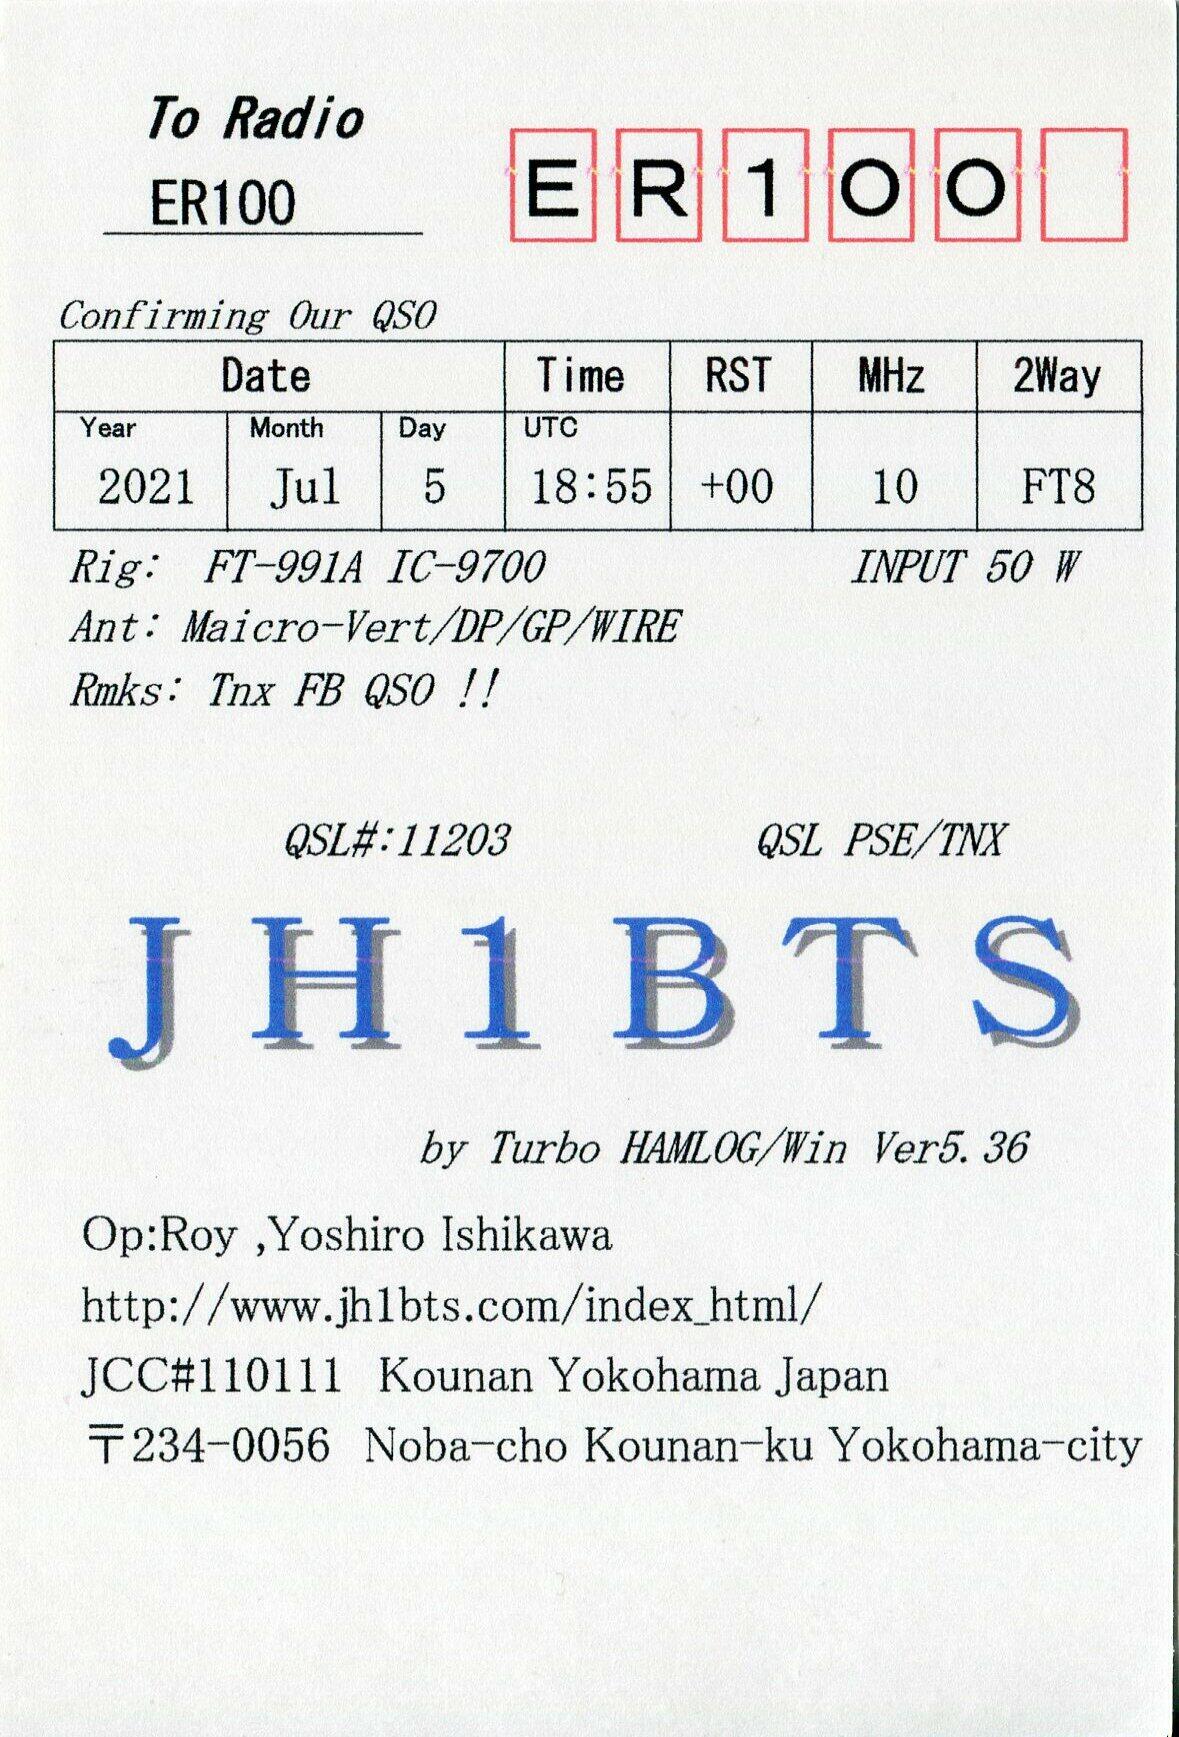 To Radio
ER100
ER100
Confirming Our QSO
Date Time RST MHz 2Way
Year Month Day UTC
2021 Jul 5 18:55 +00 10 FT8
Rig: FT-991A IC-9700 INPUT 50 W
Ant: Maicro-Vert/DP/GP/WIRE
Rmks: Tnx FB QSO !!
QSL#:11203 QSL PSE/TNX
JH1BTS
by Turbo HAMLOG/Win Ver5.36
Op:Roy ,Yoshiro Ishikawa
http://www.jh1bts.com/index_html/
JCC#110111 Kounan Yokohama Japan
〒234-0056 Noba-cho Kounan-ku Yokohama-city